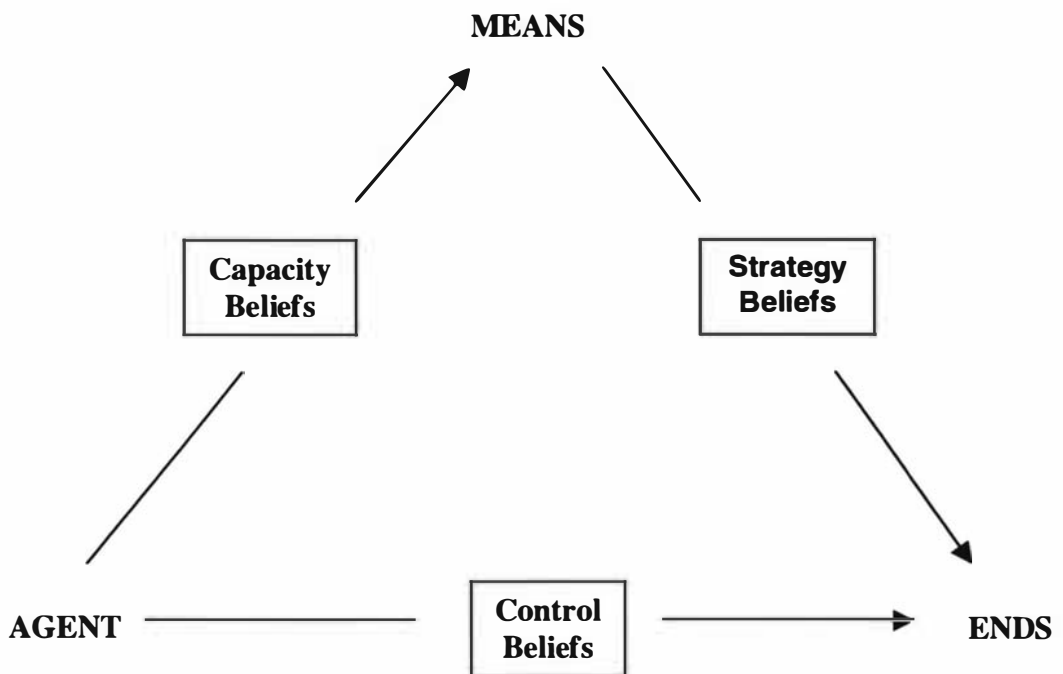 MEANS
Capacity
Beliefs
Strategy
Beliefs
AGENT
Control
Beliefs
ENDS